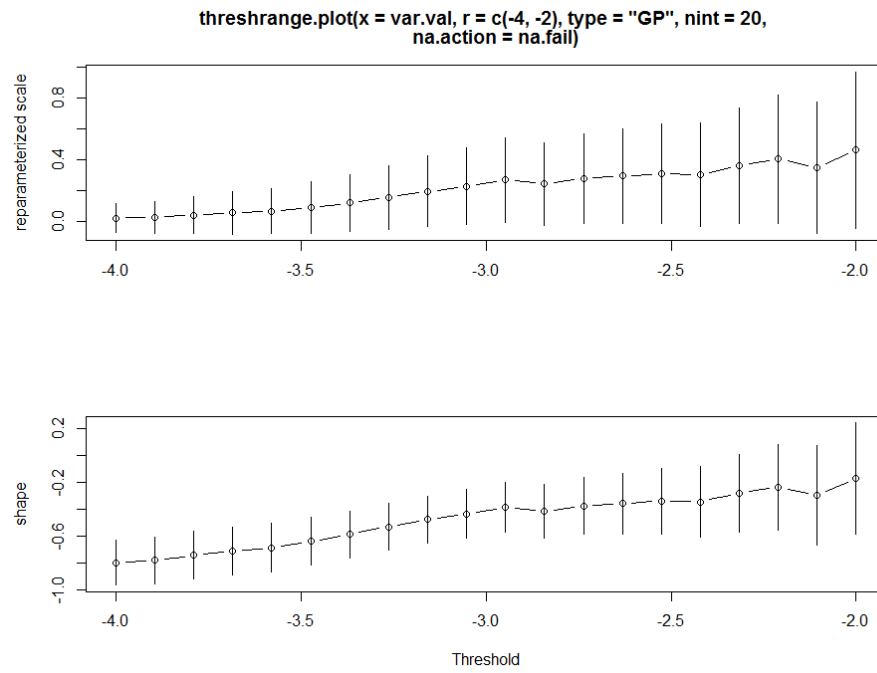 threshrange.plot(x = var.val, r = c(-4, -2), type = "GP", nint = 20,
na.action = na.fail)
reparameterized scale
0.8
0.4
0.0
-4.0 -3.5 -3.0 -2.5 -2.0
shape
0.2
-0.2
-0.6
-1.0
-4.0 -3.5 -3.0 -2.5 -2.0
Threshold